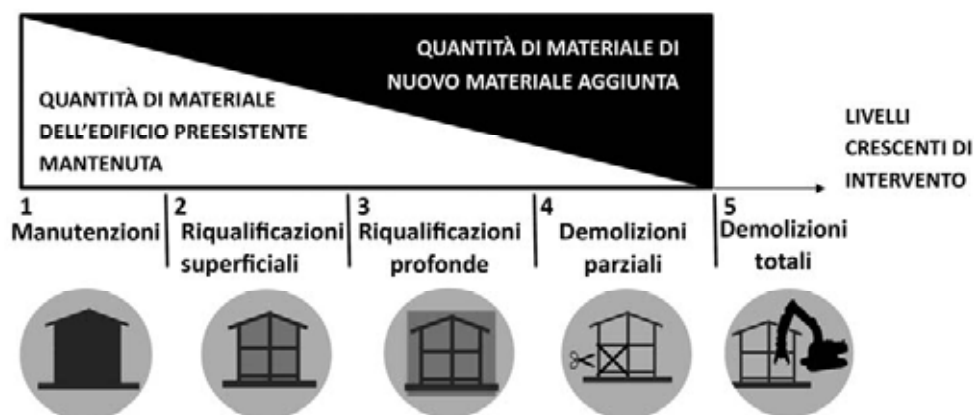 QUANTITÀ DI MATERIALE DI
NUOVO MATERIALE AGGIUNTA
QUANTITÀ DI MATERIALE
DELL'EDIFICIO PREESISTENTE
MANTENUTA
LIVELLI
CRESCENTI DI
INTERVENTO
1
Manutenzioni
2
Riqualificazioni
superficiali
3
Riqualificazioni
profonde
4
Demolizioni
parziali
5
Demolizioni
totali